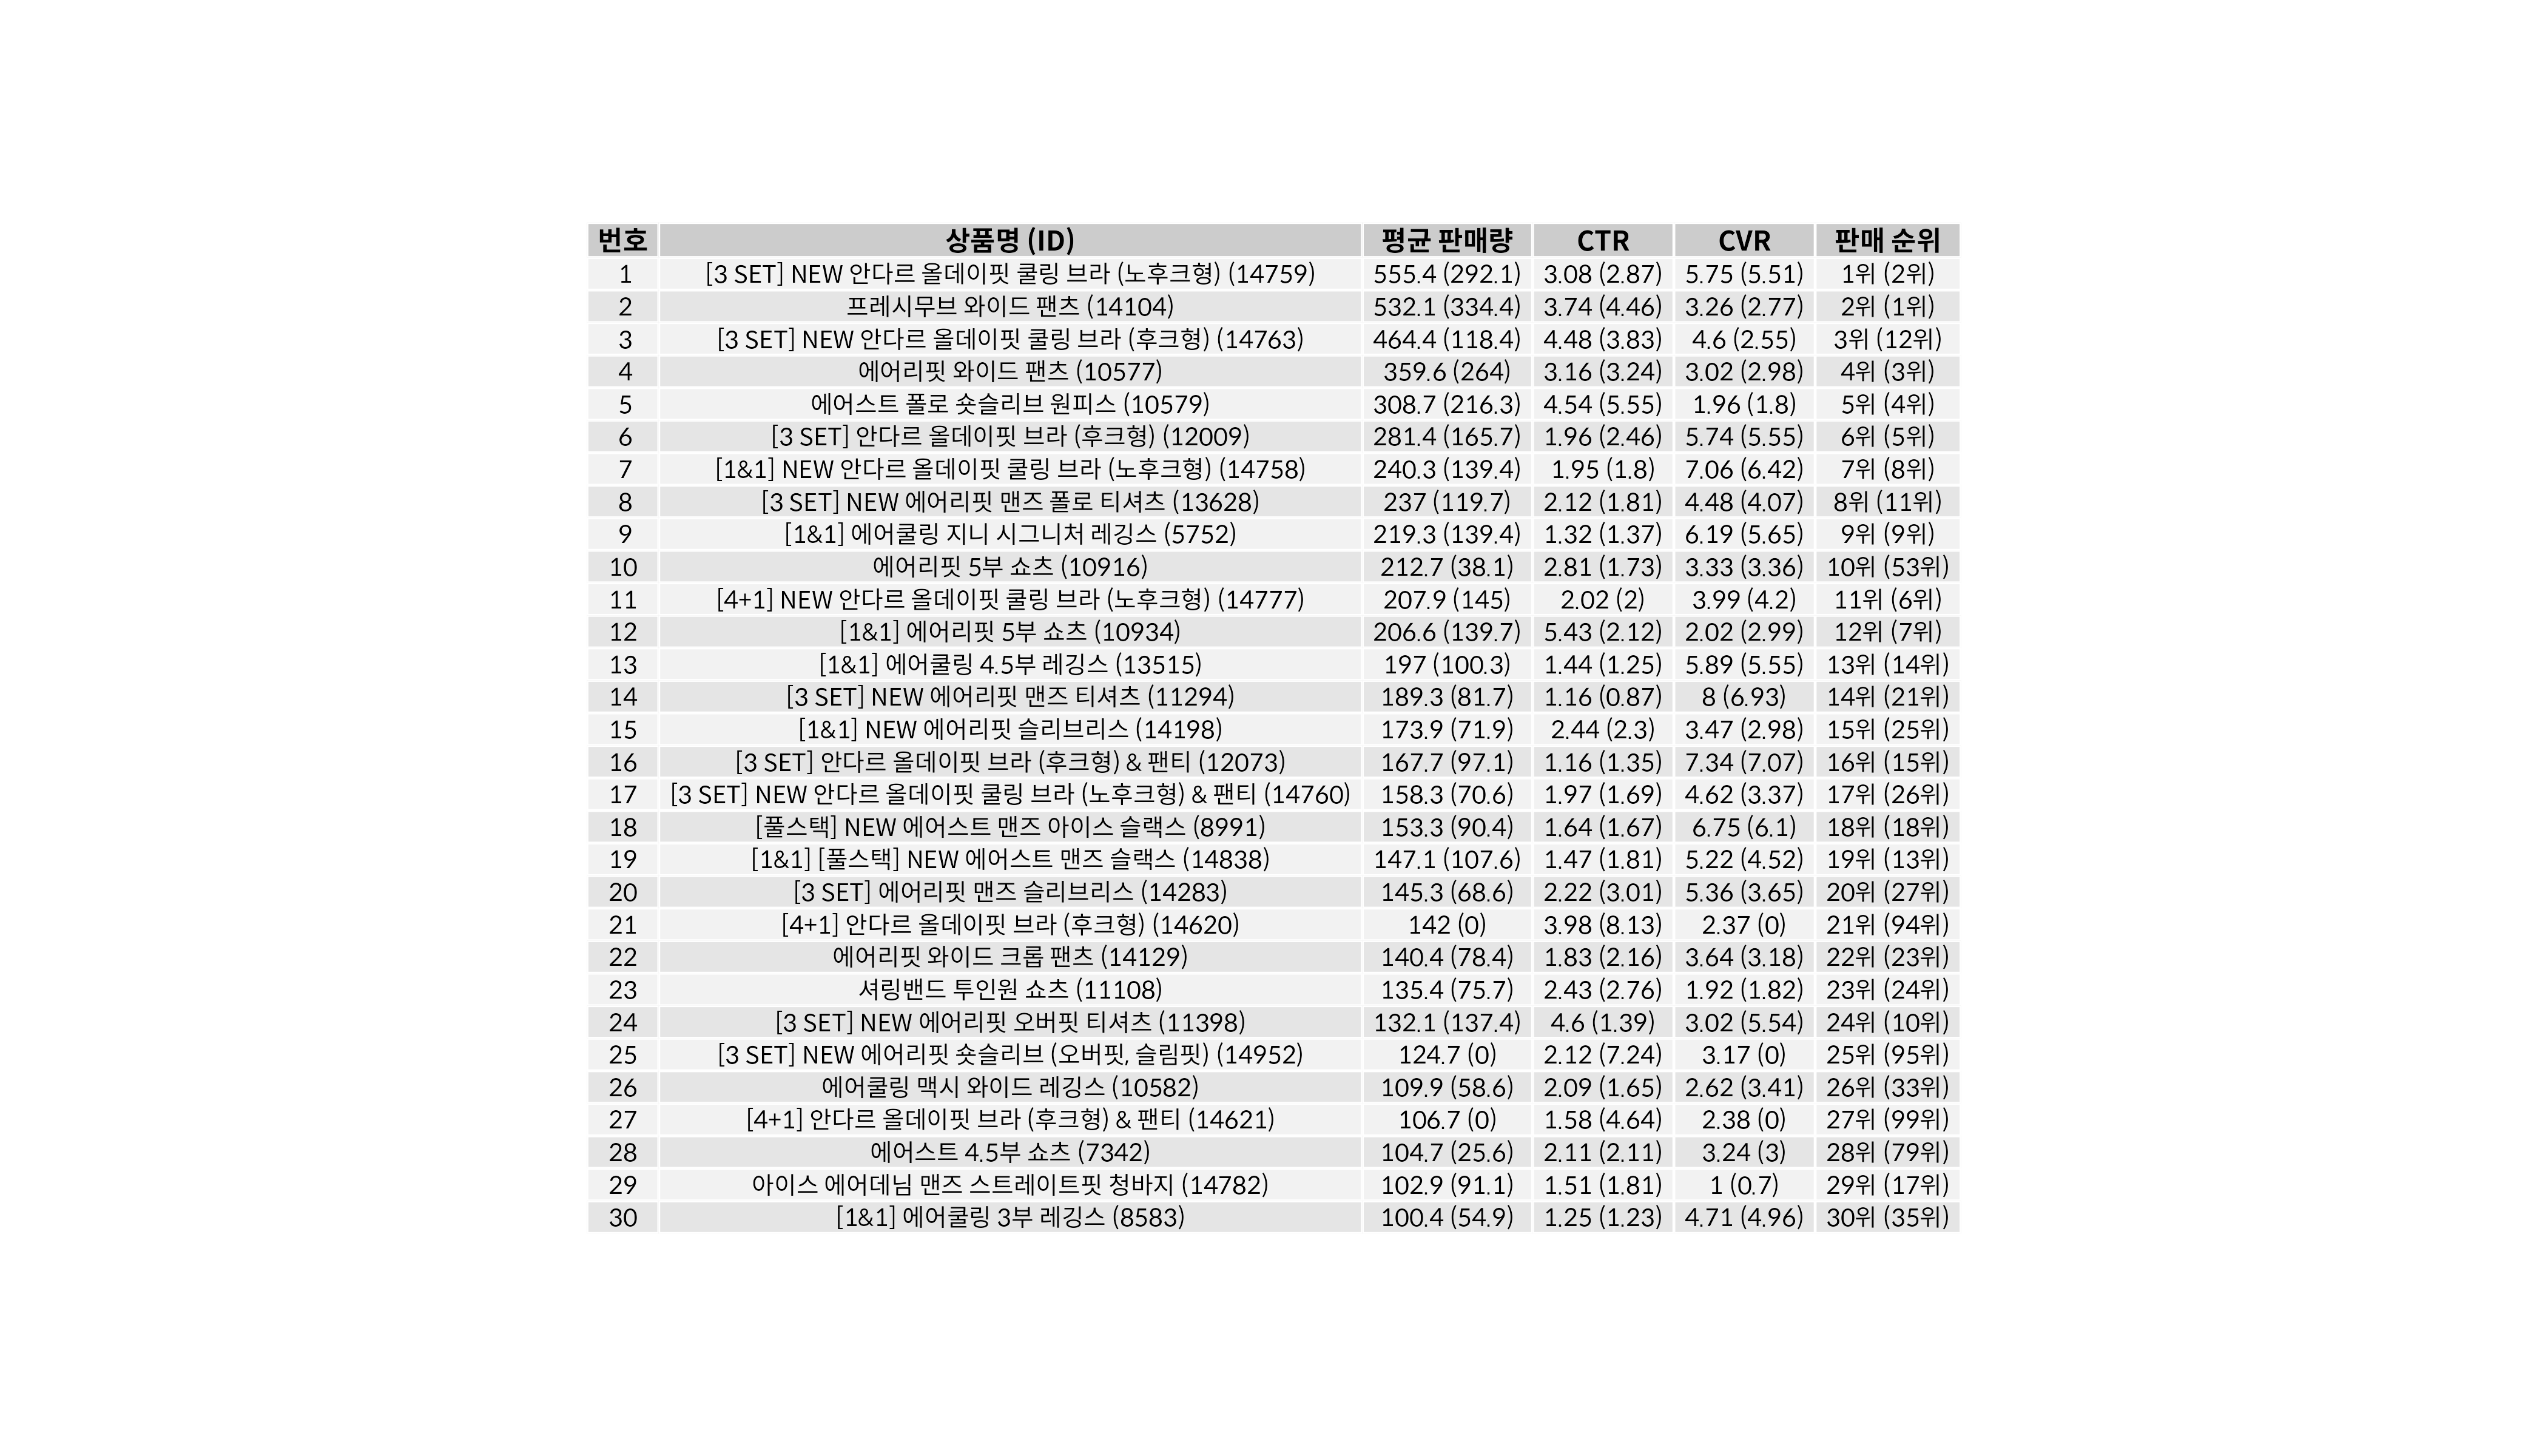 번호 상품명 (ID) 평균 판매량 CTR CVR 판매 순위
1 [3 SET] NEW 안다르 올데이핏 쿨링 브라 (노후크형) (14759) 555.4 (292.1) 3.08 (2.87) 5.75 (5.51) 1위 (2위)
2 프레시무브 와이드 팬츠 (14104) 532.1 (334.4) 3.74 (4.46) 3.26 (2.77) 2위 (1위)
3 [3 SET] NEW 안다르 올데이핏 쿨링 브라 (후크형) (14763) 464.4 (118.4) 4.48 (3.83) 4.6 (2.55) 3위 (12위)
4 에어리핏 와이드 팬츠 (10577) 359.6 (264) 3.16 (3.24) 3.02 (2.98) 4위 (3위)
5 에어스트 폴로 숏슬리브 원피스 (10579) 308.7 (216.3) 4.54 (5.55) 1.96 (1.8) 5위 (4위)
6 [3 SET] 안다르 올데이핏 브라 (후크형) (12009) 281.4 (165.7) 1.96 (2.46) 5.74 (5.55) 6위 (5위)
7 [1&1] NEW 안다르 올데이핏 쿨링 브라 (노후크형) (14758) 240.3 (139.4) 1.95 (1.8) 7.06 (6.42) 7위 (8위)
8 [3 SET] NEW 에어리핏 맨즈 폴로 티셔츠 (13628) 237 (119.7) 2.12 (1.81) 4.48 (4.07) 8위 (11위)
9 [1&1] 에어쿨링 지니 시그니처 레깅스 (5752) 219.3 (139.4) 1.32 (1.37) 6.19 (5.65) 9위 (9위)
10 에어리핏 5부 쇼츠 (10916) 212.7 (38.1) 2.81 (1.73) 3.33 (3.36) 10위 (53위)
11 [4+1] NEW 안다르 올데이핏 쿨링 브라 (노후크형) (14777) 207.9 (145) 2.02 (2) 3.99 (4.2) 11위 (6위)
12 [1&1] 에어리핏 5부 쇼츠 (10934) 206.6 (139.7) 5.43 (2.12) 2.02 (2.99) 12위 (7위)
13 [1&1] 에어쿨링 4.5부 레깅스 (13515) 197 (100.3) 1.44 (1.25) 5.89 (5.55) 13위 (14위)
14 [3 SET] NEW 에어리핏 맨즈 티셔츠 (11294) 189.3 (81.7) 1.16 (0.87) 8 (6.93) 14위 (21위)
15 [1&1] NEW 에어리핏 슬리브리스 (14198) 173.9 (71.9) 2.44 (2.3) 3.47 (2.98) 15위 (25위)
16 [3 SET] 안다르 올데이핏 브라 (후크형) & 팬티 (12073) 167.7 (97.1) 1.16 (1.35) 7.34 (7.07) 16위 (15위)
17 [3 SET] NEW 안다르 올데이핏 쿨링 브라 (노후크형) & 팬티 (14760) 158.3 (70.6) 1.97 (1.69) 4.62 (3.37) 17위 (26위)
18 [풀스택] NEW 에어스트 맨즈 아이스 슬랙스 (8991) 153.3 (90.4) 1.64 (1.67) 6.75 (6.1) 18위 (18위)
19 [1&1] [풀스택] NEW 에어스트 맨즈 슬랙스 (14838) 147.1 (107.6) 1.47 (1.81) 5.22 (4.52) 19위 (13위)
20 [3 SET] 에어리핏 맨즈 슬리브리스 (14283) 145.3 (68.6) 2.22 (3.01) 5.36 (3.65) 20위 (27위)
21 [4+1] 안다르 올데이핏 브라 (후크형) (14620) 142 (0) 3.98 (8.13) 2.37 (0) 21위 (94위)
22 에어리핏 와이드 크롭 팬츠 (14129) 140.4 (78.4) 1.83 (2.16) 3.64 (3.18) 22위 (23위)
23 셔링밴드 투인원 쇼츠 (11108) 135.4 (75.7) 2.43 (2.76) 1.92 (1.82) 23위 (24위)
24 [3 SET] NEW 에어리핏 오버핏 티셔츠 (11398) 132.1 (137.4) 4.6 (1.39) 3.02 (5.54) 24위 (10위)
25 [3 SET] NEW 에어리핏 숏슬리브 (오버핏, 슬림핏) (14952) 124.7 (0) 2.12 (7.24) 3.17 (0) 25위 (95위)
26 에어쿨링 맥시 와이드 레깅스 (10582) 109.9 (58.6) 2.09 (1.65) 2.62 (3.41) 26위 (33위)
27 [4+1] 안다르 올데이핏 브라 (후크형) & 팬티 (14621) 106.7 (0) 1.58 (4.64) 2.38 (0) 27위 (99위)
28 에어스트 4.5부 쇼츠 (7342) 104.7 (25.6) 2.11 (2.11) 3.24 (3) 28위 (79위)
29 아이스 에어데님 맨즈 스트레이트핏 청바지 (14782) 102.9 (91.1) 1.51 (1.81) 1 (0.7) 29위 (17위)
30 [1&1] 에어쿨링 3부 레깅스 (8583) 100.4 (54.9) 1.25 (1.23) 4.71 (4.96) 30위 (35위)